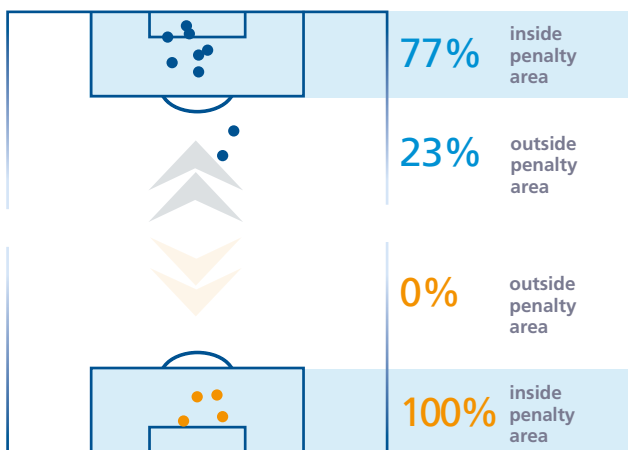 77%
inside
penalty
area
23%
outside
penalty
area
0%
outside
penalty
area
100%
inside
penalty
area